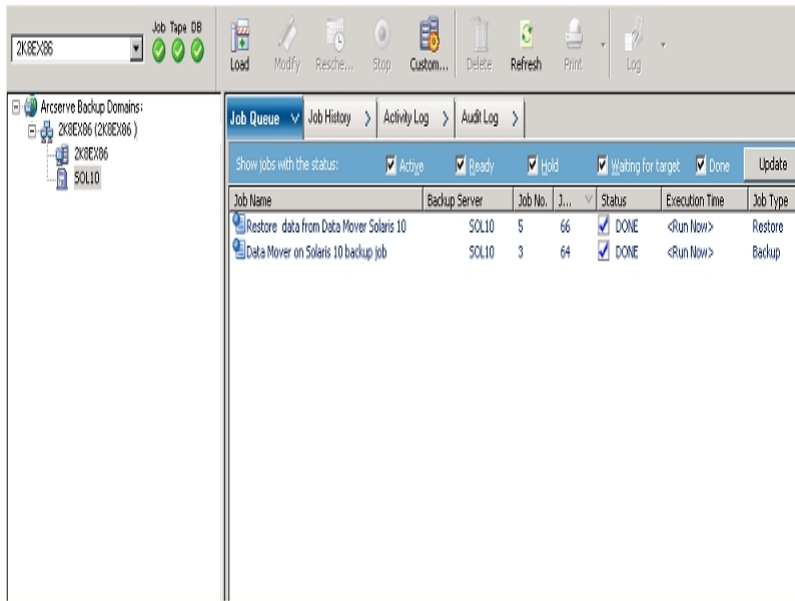 Job Tape DB
2K8EX86
Load Modify Resche... Stop Custom... Delete Refresh Print Log
Arcserve Backup Domains:
2K8EX86 (2K8EX86 )
2K8EX86
SOL10
Job Queue Job History Activity Log Audit Log
Show jobs with the status: Active Ready Hold Waiting for target Done Update
Job Name Backup Server Job No. J... Status Execution Time Job Type
Restore data from Data Mover Solaris 10 SOL10 5 66 DONE <Run Now> Restore
Data Mover on Solaris 10 backup job SOL10 3 64 DONE <Run Now> Backup